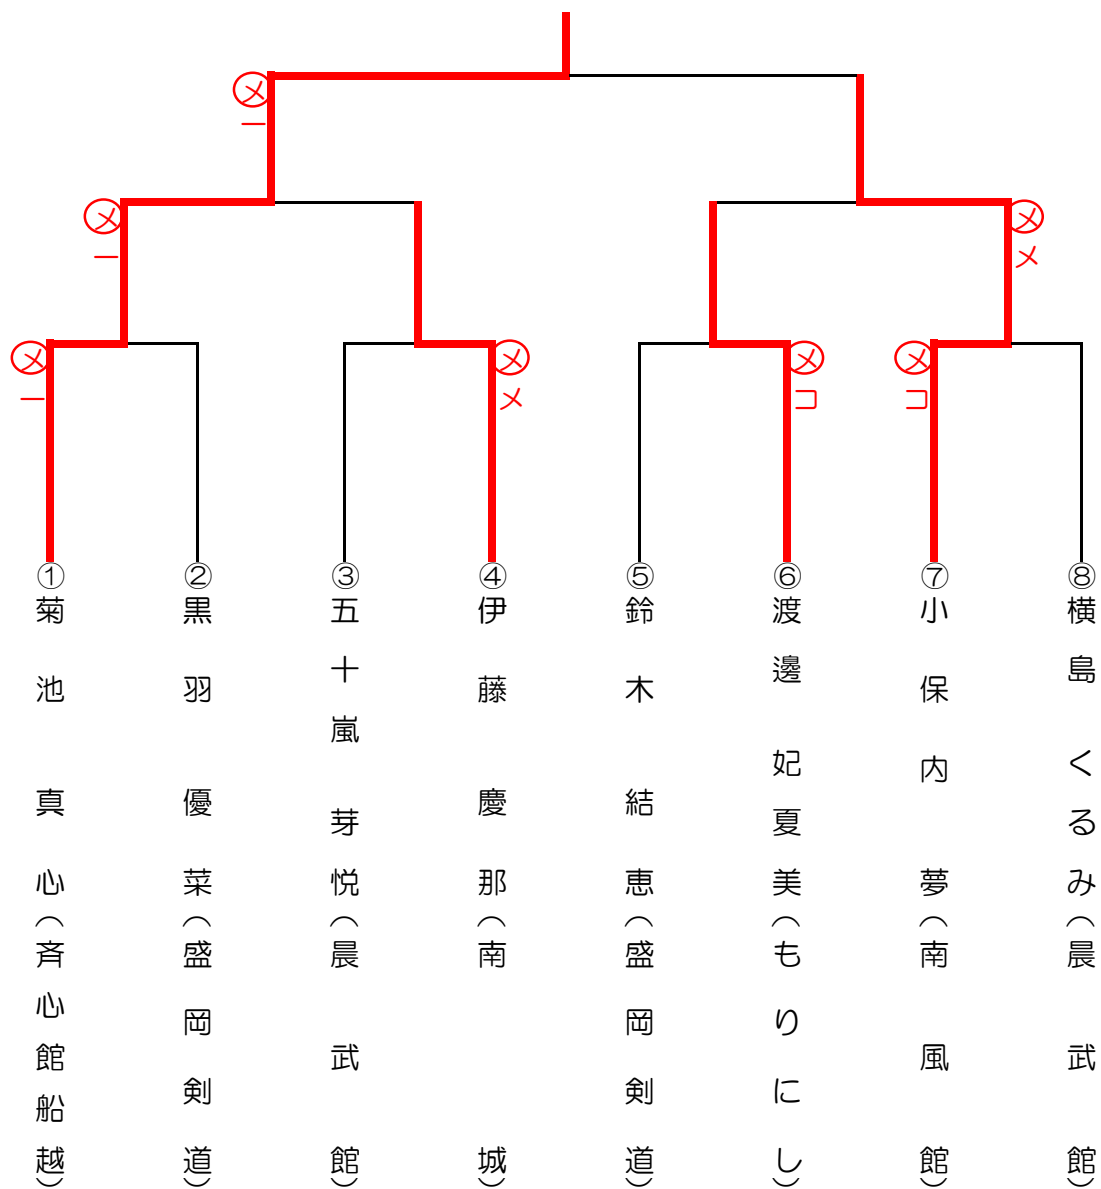 メ
一
メ
一
メ
メ
メ
一
メ
メ
メ
コ
メ
コ
①菊池 真心(斉心館船越)
②黒羽 優菜(盛岡剣道)
③五十嵐 芽悦(晨武館)
④伊藤 慶那(南城)
⑤鈴木 結恵(盛岡剣道)
⑥渡邊 妃夏美(もりにし)
⑦小保内 夢(南風館)
⑧横島 くるみ(晨武館)